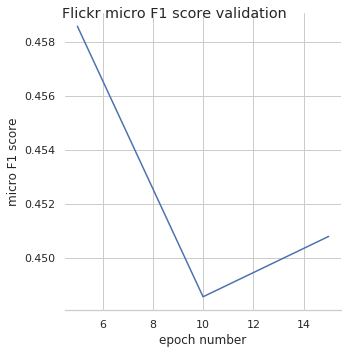 Flickr micro F1 score validation
0.458
0.456
0.454
0.452
0.450
micro F1 score
6 8 10 12 14
epoch number